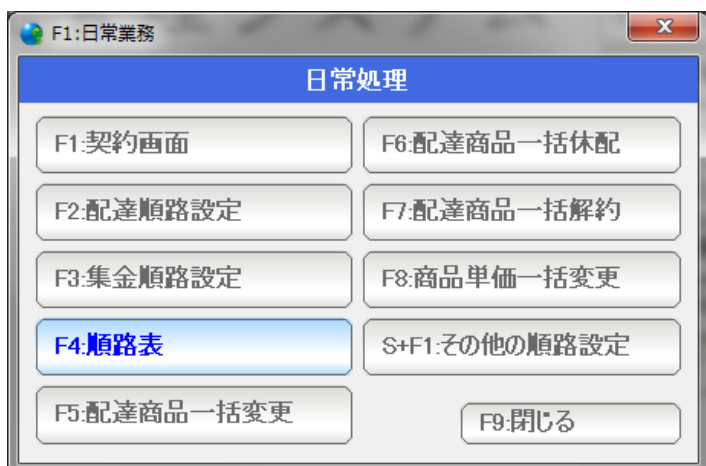 F1:日常業務
日常処理
F1:契約画面
F2:配達順路設定
F3:集金順路設定
F4:順路表
F5:配達商品一括変更
F6:配達商品一括休配
F7:配達商品一括解約
F8:商品単価一括変更
S+F1:その他の順路設定
F9:閉じる